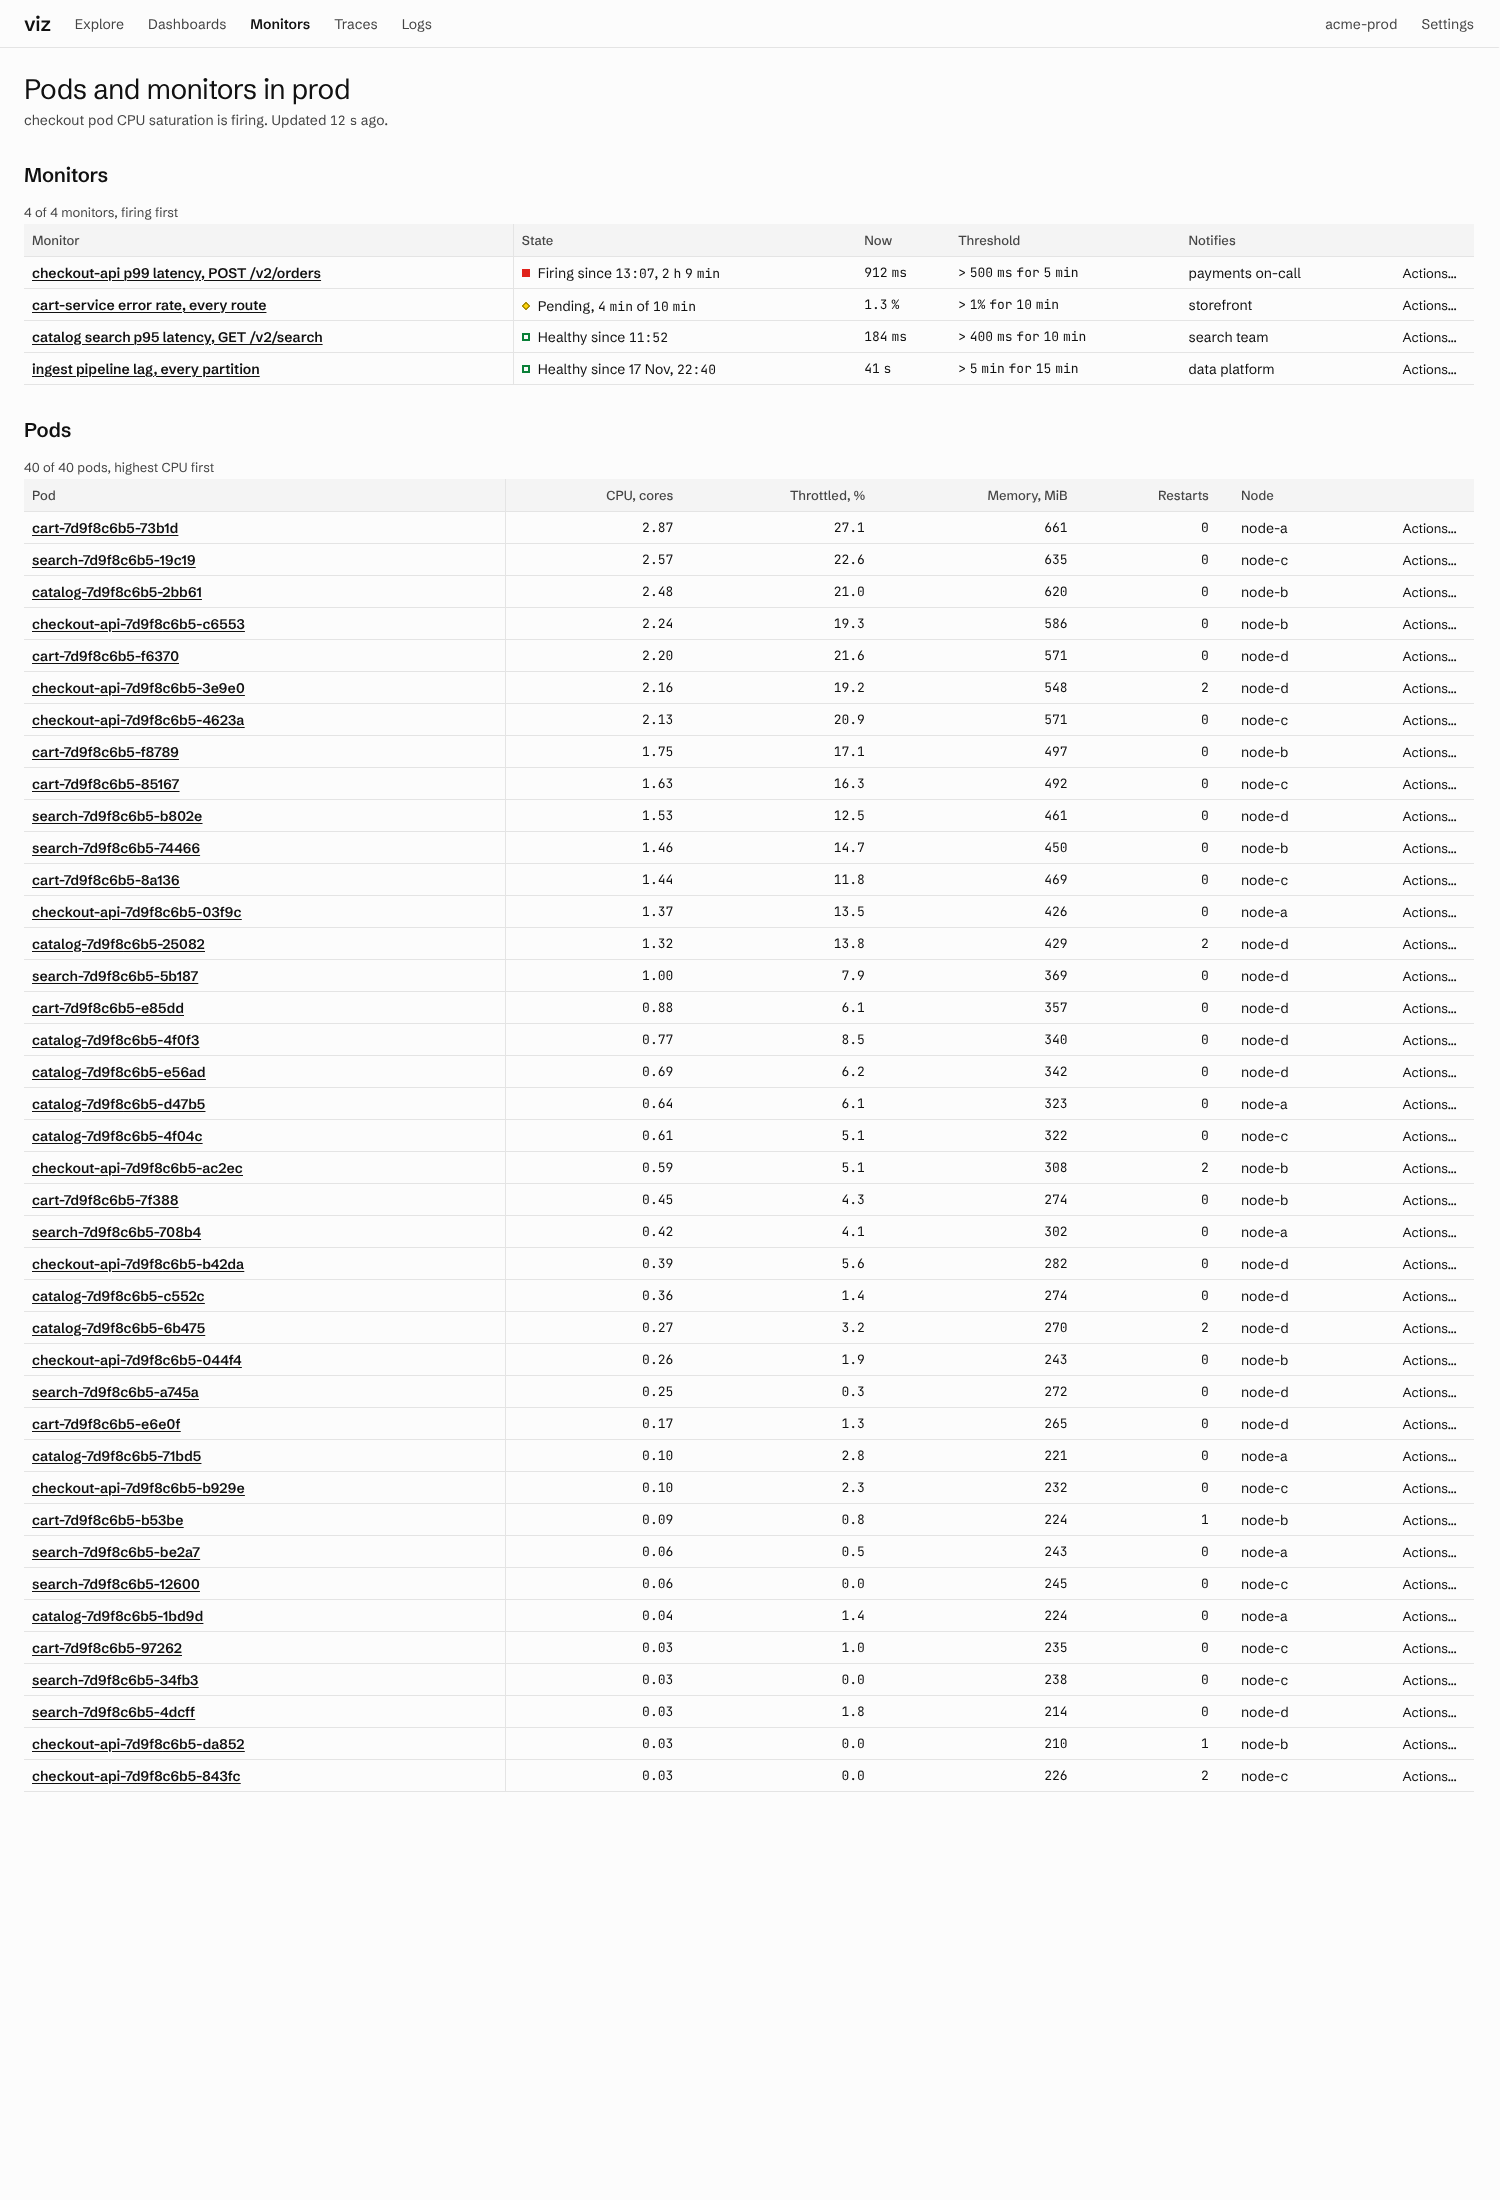 viz Explore Dashboards Monitors Traces Logs acme-prod Settings
Pods and monitors in prod
checkout pod CPU saturation is firing. Updated 12 s ago.
Monitors
4 of 4 monitors, firing first
Monitor State Now Threshold Notifies
checkout-api p99 latency, POST /v2/orders Firing since 13:07, 2 h 9 min 912 ms > 500 ms for 5 min payments on-call Actions...
cart-service error rate, every route Pending, 4 min of 10 min 1.3 % > 1% for 10 min storefront Actions...
catalog search p95 latency, GET /v2/search Healthy since 11:52 184 ms > 400 ms for 10 min search team Actions...
ingest pipeline lag, every partition Healthy since 17 Nov, 22:40 41 s > 5 min for 15 min data platform Actions...
Pods
40 of 40 pods, highest CPU first
Pod CPU, cores Throttled, % Memory, MiB Restarts Node
cart-7d9f8c6b5-73b1d 2.87 27.1 661 0 node-a Actions...
search-7d9f8c6b5-19c19 2.57 22.6 635 0 node-c Actions...
catalog-7d9f8c6b5-2bb61 2.48 21.0 620 0 node-b Actions...
checkout-api-7d9f8c6b5-c6553 2.24 19.3 586 0 node-b Actions...
cart-7d9f8c6b5-f6370 2.20 21.6 571 0 node-d Actions...
checkout-api-7d9f8c6b5-3e9e0 2.16 19.2 548 2 node-d Actions...
checkout-api-7d9f8c6b5-4623a 2.13 20.9 571 0 node-c Actions...
cart-7d9f8c6b5-f8789 1.75 17.1 497 0 node-b Actions...
cart-7d9f8c6b5-85167 1.63 16.3 492 0 node-c Actions...
search-7d9f8c6b5-b802e 1.53 12.5 461 0 node-d Actions...
search-7d9f8c6b5-74466 1.46 14.7 450 0 node-b Actions...
cart-7d9f8c6b5-8a136 1.44 11.8 469 0 node-c Actions...
checkout-api-7d9f8c6b5-03f9c 1.37 13.5 426 0 node-a Actions...
catalog-7d9f8c6b5-25082 1.32 13.8 429 2 node-d Actions...
search-7d9f8c6b5-5b187 1.00 7.9 369 0 node-d Actions...
cart-7d9f8c6b5-e85dd 0.88 6.1 357 0 node-d Actions...
catalog-7d9f8c6b5-4f0f3 0.77 8.5 340 0 node-d Actions...
catalog-7d9f8c6b5-e56ad 0.69 6.2 342 0 node-d Actions...
catalog-7d9f8c6b5-d47b5 0.64 6.1 323 0 node-a Actions...
catalog-7d9f8c6b5-4f04c 0.61 5.1 322 0 node-c Actions...
checkout-api-7d9f8c6b5-ac2ec 0.59 5.1 308 2 node-b Actions...
cart-7d9f8c6b5-7f388 0.45 4.3 274 0 node-b Actions...
search-7d9f8c6b5-708b4 0.42 4.1 302 0 node-a Actions...
checkout-api-7d9f8c6b5-b42da 0.39 5.6 282 0 node-d Actions...
catalog-7d9f8c6b5-c552c 0.36 1.4 274 0 node-d Actions...
catalog-7d9f8c6b5-6b475 0.27 3.2 270 2 node-d Actions...
checkout-api-7d9f8c6b5-044f4 0.26 1.9 243 0 node-b Actions...
search-7d9f8c6b5-a745a 0.25 0.3 272 0 node-d Actions...
cart-7d9f8c6b5-e6e0f 0.17 1.3 265 0 node-d Actions...
catalog-7d9f8c6b5-71bd5 0.10 2.8 221 0 node-a Actions...
checkout-api-7d9f8c6b5-b929e 0.10 2.3 232 0 node-c Actions...
cart-7d9f8c6b5-b53be 0.09 0.8 224 1 node-b Actions...
search-7d9f8c6b5-be2a7 0.06 0.5 243 0 node-a Actions...
search-7d9f8c6b5-12600 0.06 0.0 245 0 node-c Actions...
catalog-7d9f8c6b5-1bd9d 0.04 1.4 224 0 node-a Actions...
cart-7d9f8c6b5-97262 0.03 1.0 235 0 node-c Actions...
search-7d9f8c6b5-34fb3 0.03 0.0 238 0 node-c Actions...
search-7d9f8c6b5-4dcff 0.03 1.8 214 0 node-d Actions...
checkout-api-7d9f8c6b5-da852 0.03 0.0 210 1 node-b Actions...
checkout-api-7d9f8c6b5-843fc 0.03 0.0 226 2 node-c Actions...